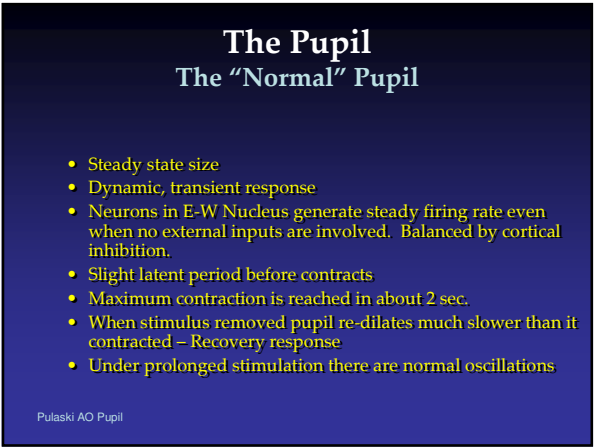 The Pupil
The “Normal” Pupil
• Steady state size
• Dynamic, transient response
• Neurons in E-W Nucleus generate steady firing rate even
when no external inputs are involved.  Balanced by cortical
inhibition.
• Slight latent period before contracts
• Maximum contraction is reached in about 2 sec.
• When stimulus removed pupil re-dilates much slower than it
contracted – Recovery response
• Under prolonged stimulation there are normal oscillations
Pulaski AO Pupil